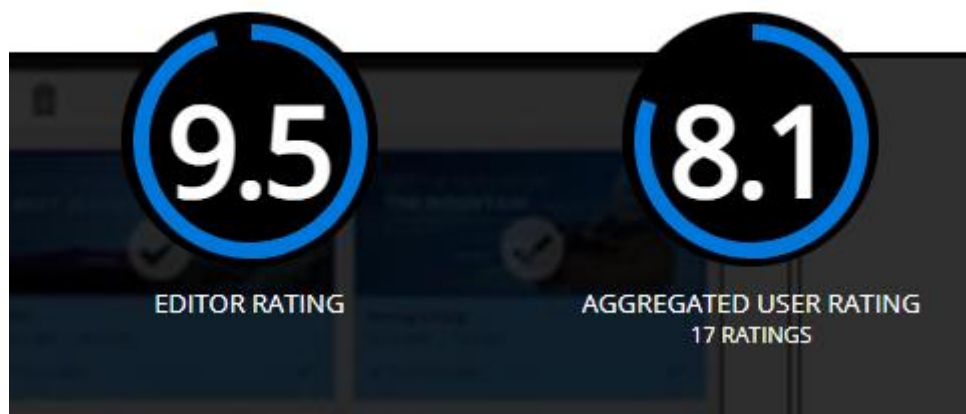 9.5
8.1
EDITOR RATING
AGGREGATED USER RATING
17 RATINGS